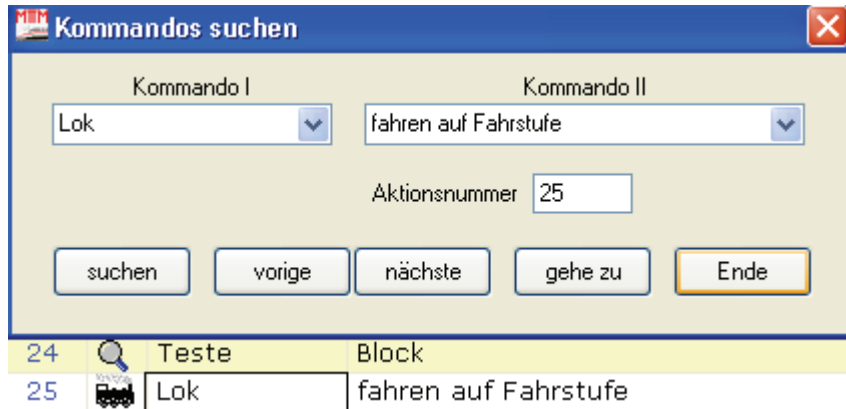 MᴵM Kommandos suchen
Kommando I Kommando II
Lok fahren auf Fahrstufe
Aktionsnummer 25
suchen vorige nächste gehe zu Ende
24 Teste Block
25 Lok fahren auf Fahrstufe